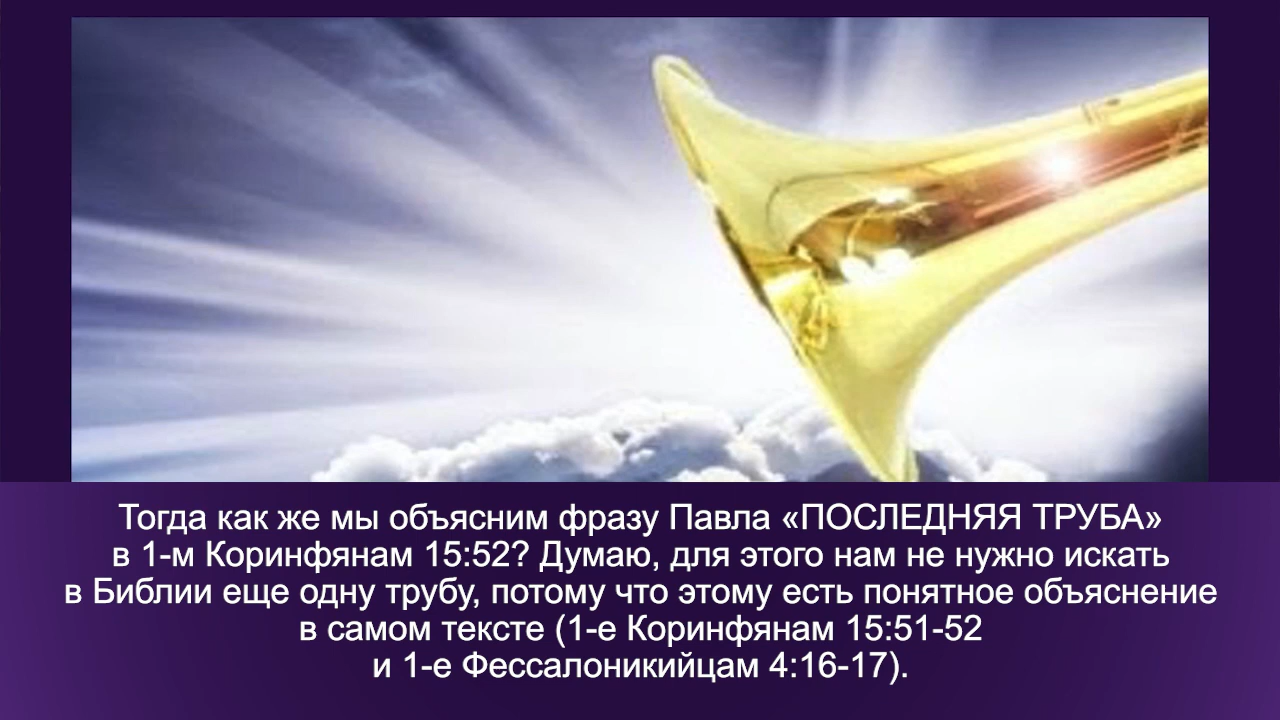 Тогда как же мы объясним фразу Павла «ПОСЛЕДНЯЯ ТРУБА»
в 1-м Коринфянам 15:52? Думаю, для этого нам не нужно искать
в Библии еще одну трубу, потому что этому есть понятное объяснение
в самом тексте (1-е Коринфянам 15:51-52
и 1-е Фессалоникийцам 4:16-17).